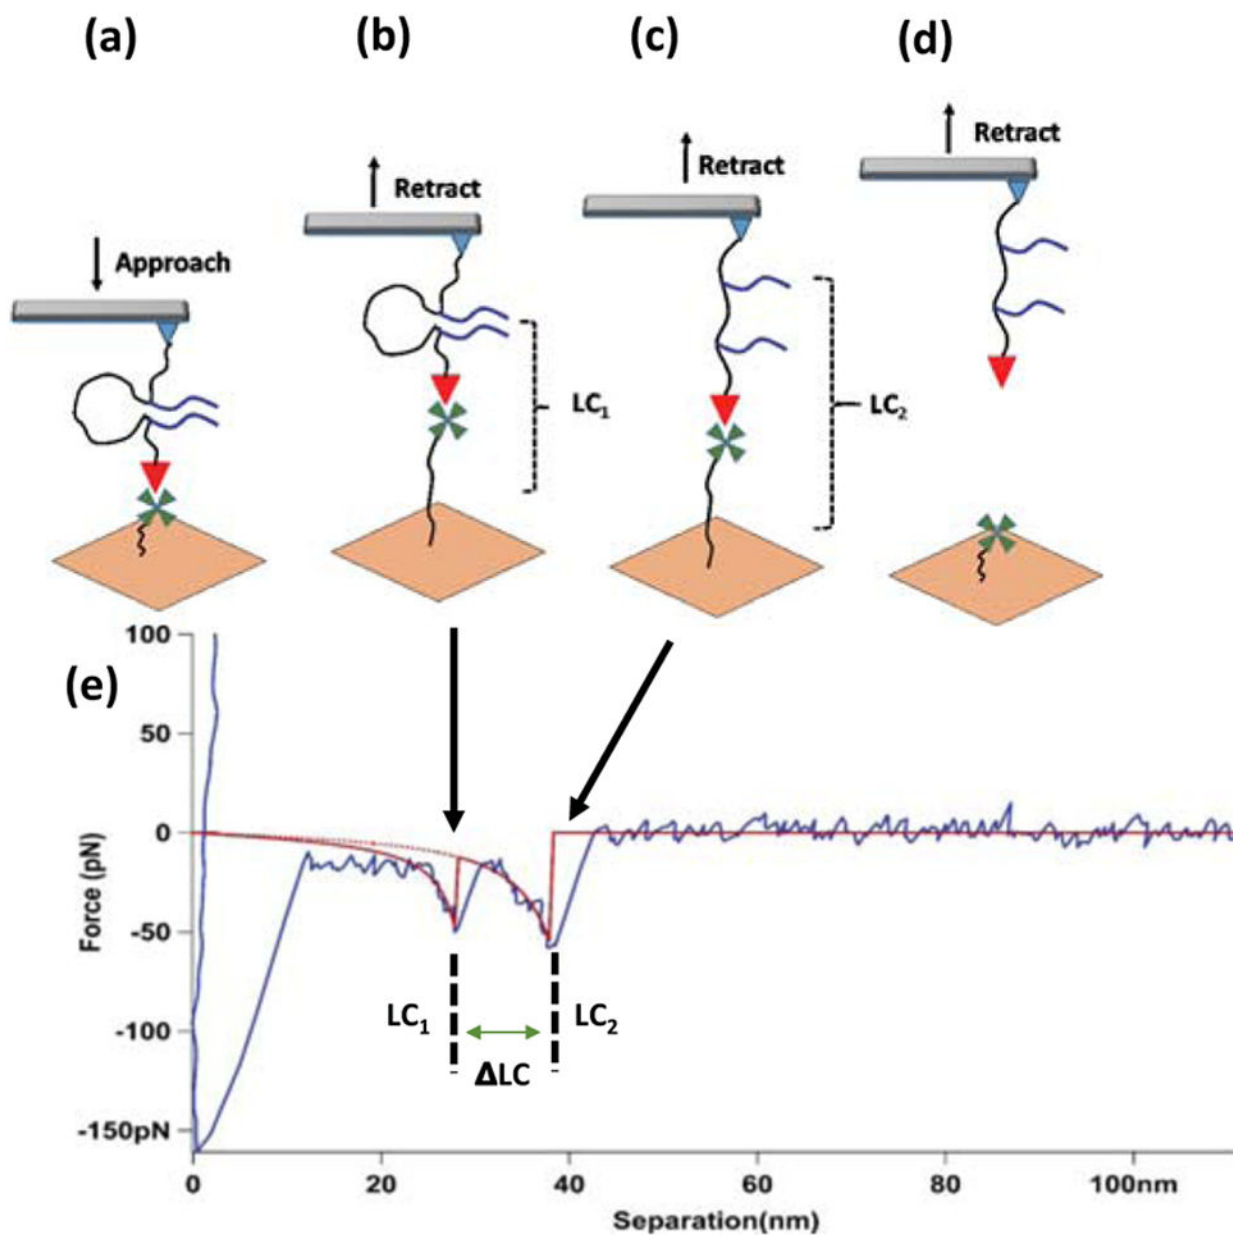 (a)
(b)
(c)
(d)
Approach
Retract
Retract
Retract
LC₁
LC₂
(e)
100
50
0
-50
-100
-150pN
Force (pN)
LC₁
LC₂
ΔLC
0
20
40
60
80
100nm
Separation(nm)